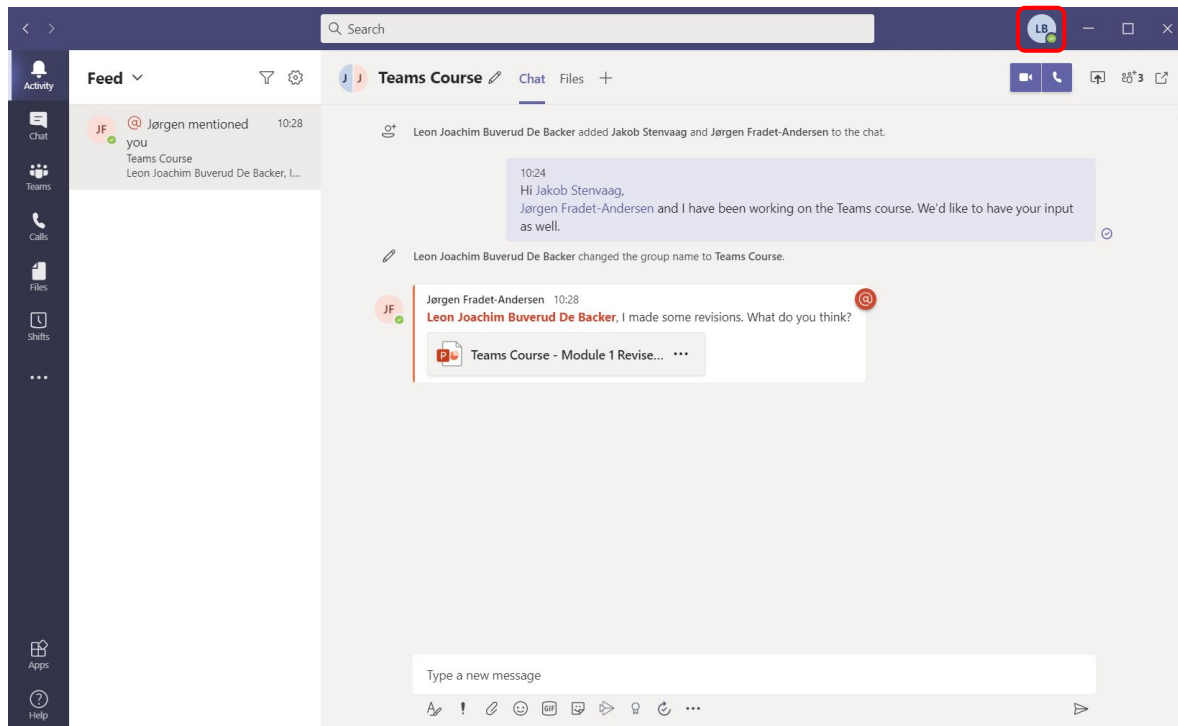 Search
LB
Activity
Chat
Teams
Calls
Files
Shifts
Apps
Help
Feed
JF
@ Jørgen mentioned you
10:28
Teams Course
Leon Joachim Buverud De Backer, I...
J J
Teams Course
Chat Files
3
Leon Joachim Buverud De Backer added Jakob Stenvaag and Jørgen Fradet-Andersen to the chat.
10:24
Hi Jakob Stenvaag,
Jørgen Fradet-Andersen and I have been working on the Teams course. We'd like to have your input
as well.
Leon Joachim Buverud De Backer changed the group name to Teams Course.
JF
Jørgen Fradet-Andersen 10:28
@
Leon Joachim Buverud De Backer, I made some revisions. What do you think?
P
Teams Course - Module 1 Revise... •••
Type a new message
GIF